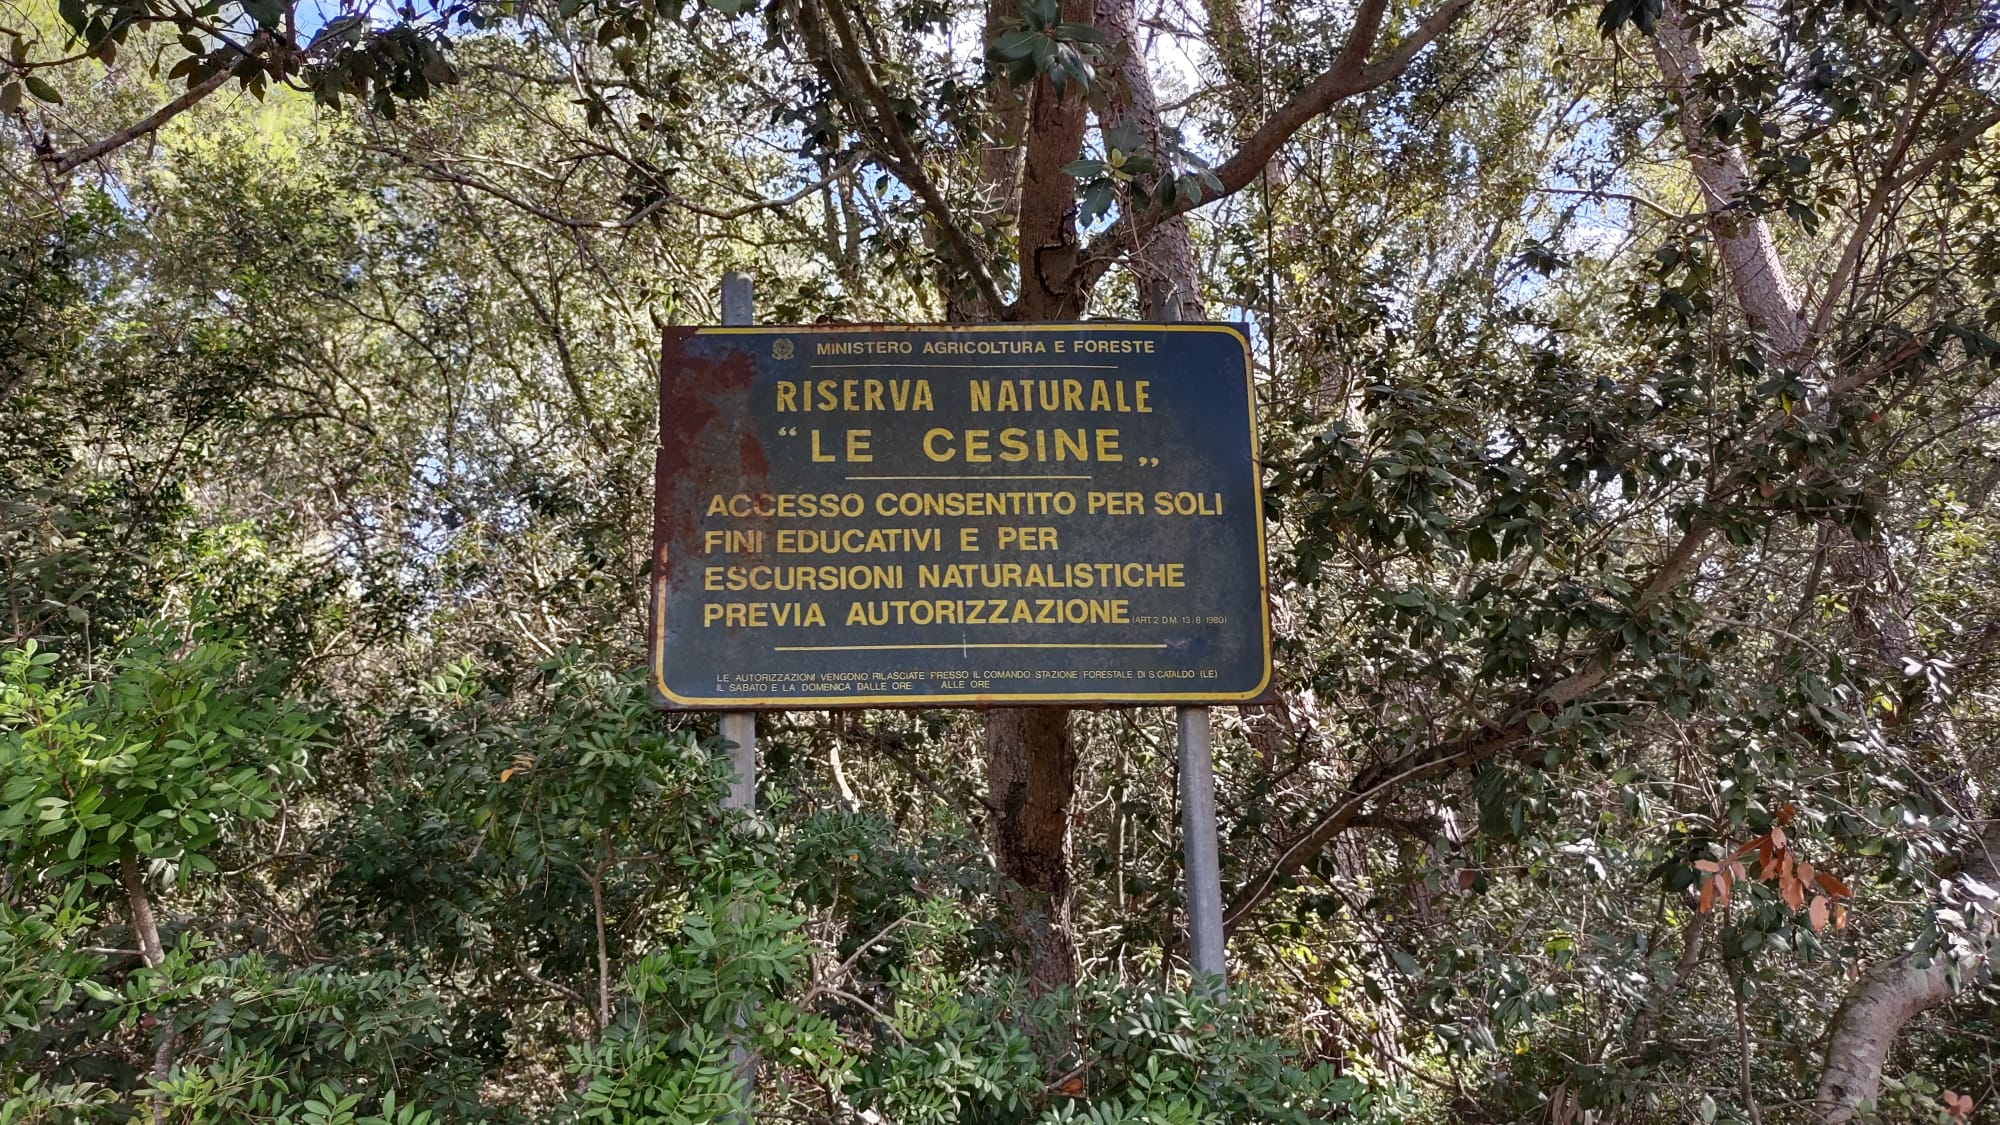 MINISTERO AGRICOLTURA E FORESTE
RISERVA NATURALE
“LE CESINE„
ACCESSO CONSENTITO PER SOLI
FINI EDUCATIVI E PER
ESCURSIONI NATURALISTICHE
PREVIA AUTORIZZAZIONE (ART. 2 D.M. 13/8 1980)
LE AUTORIZZAZIONI VENGONO RILASCIATE PRESSO IL COMANDO STAZIONE FORESTALE DI S. CATALDO (LE)
IL SABATO E LA DOMENICA DALLE ORE ALLE ORE